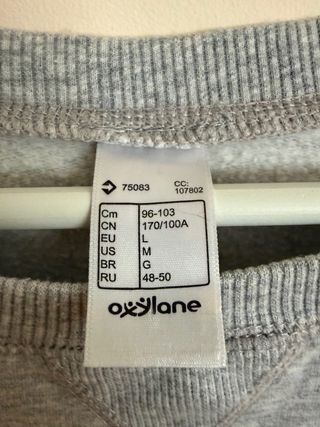 75083
CC:
107802
Cm 96-103
CN 170/100A
EU L
US M
BR G
RU 48-50
oxylane